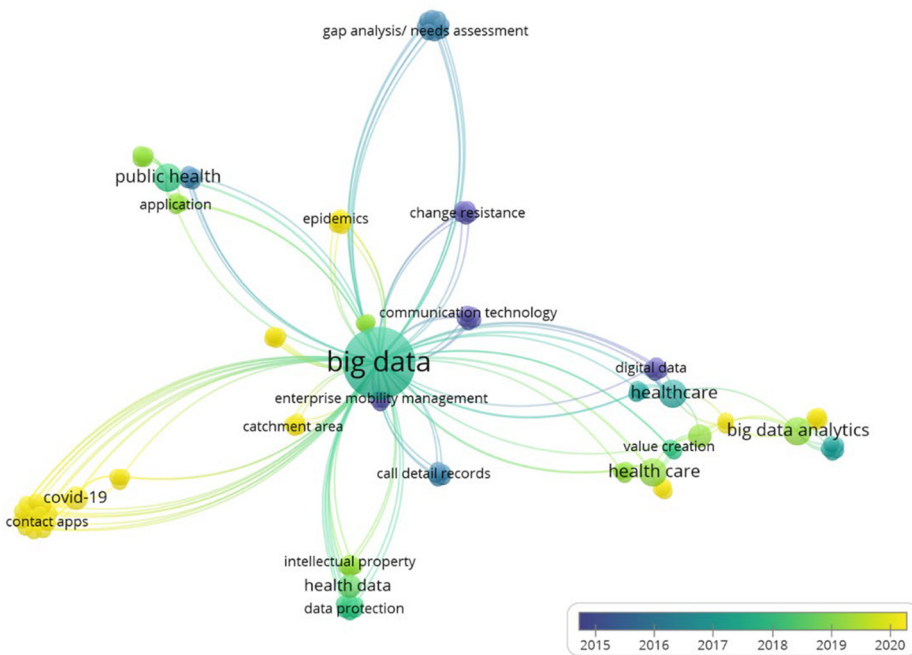 gap analysis/ needs assessment
public health
application
epidemics
change resistance
communication technology
big data
digital data
healthcare
enterprise mobility management
catchment area
big data analytics
value creation
health care
call detail records
covid-19
contact apps
intellectual property
health data
data protection
2015 2016 2017 2018 2019 2020